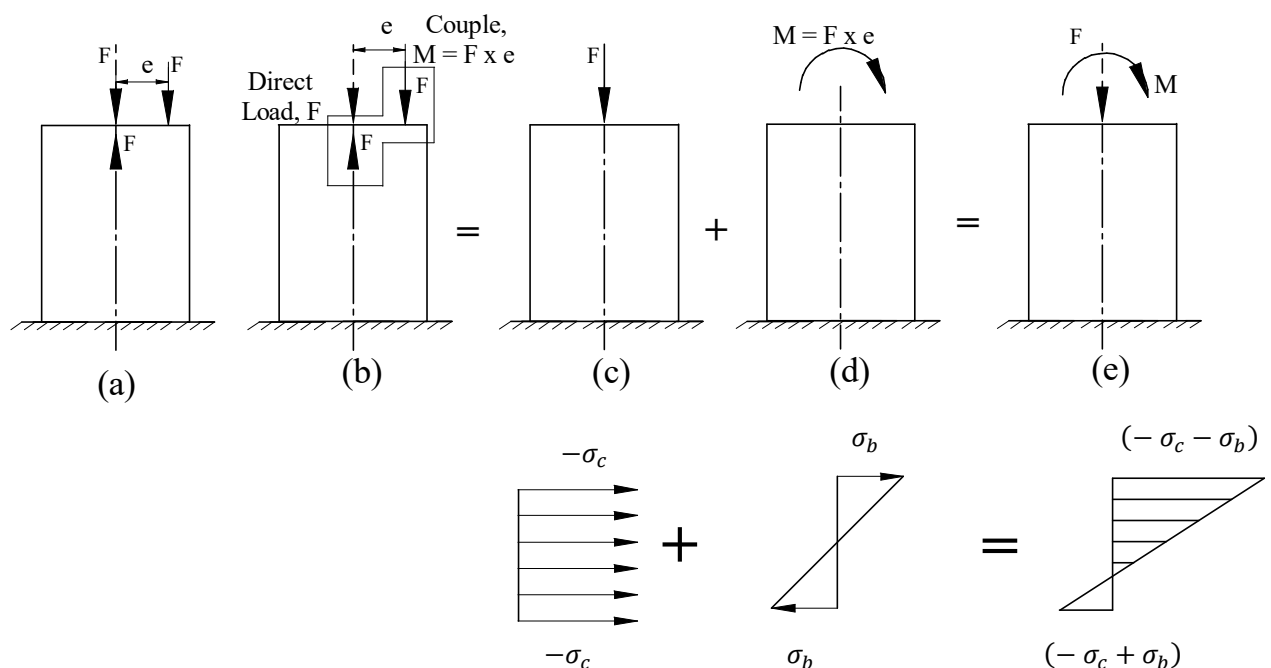 F
e
F
F
(a)
e
Couple,
M = F x e
Direct
Load, F
F
F
(b)
=
F
(c)
+
M = F x e
(d)
=
F
M
(e)
−σ_c
−σ_c
+
σ_b
σ_b
=
(− σ_c − σ_b)
(− σ_c + σ_b)